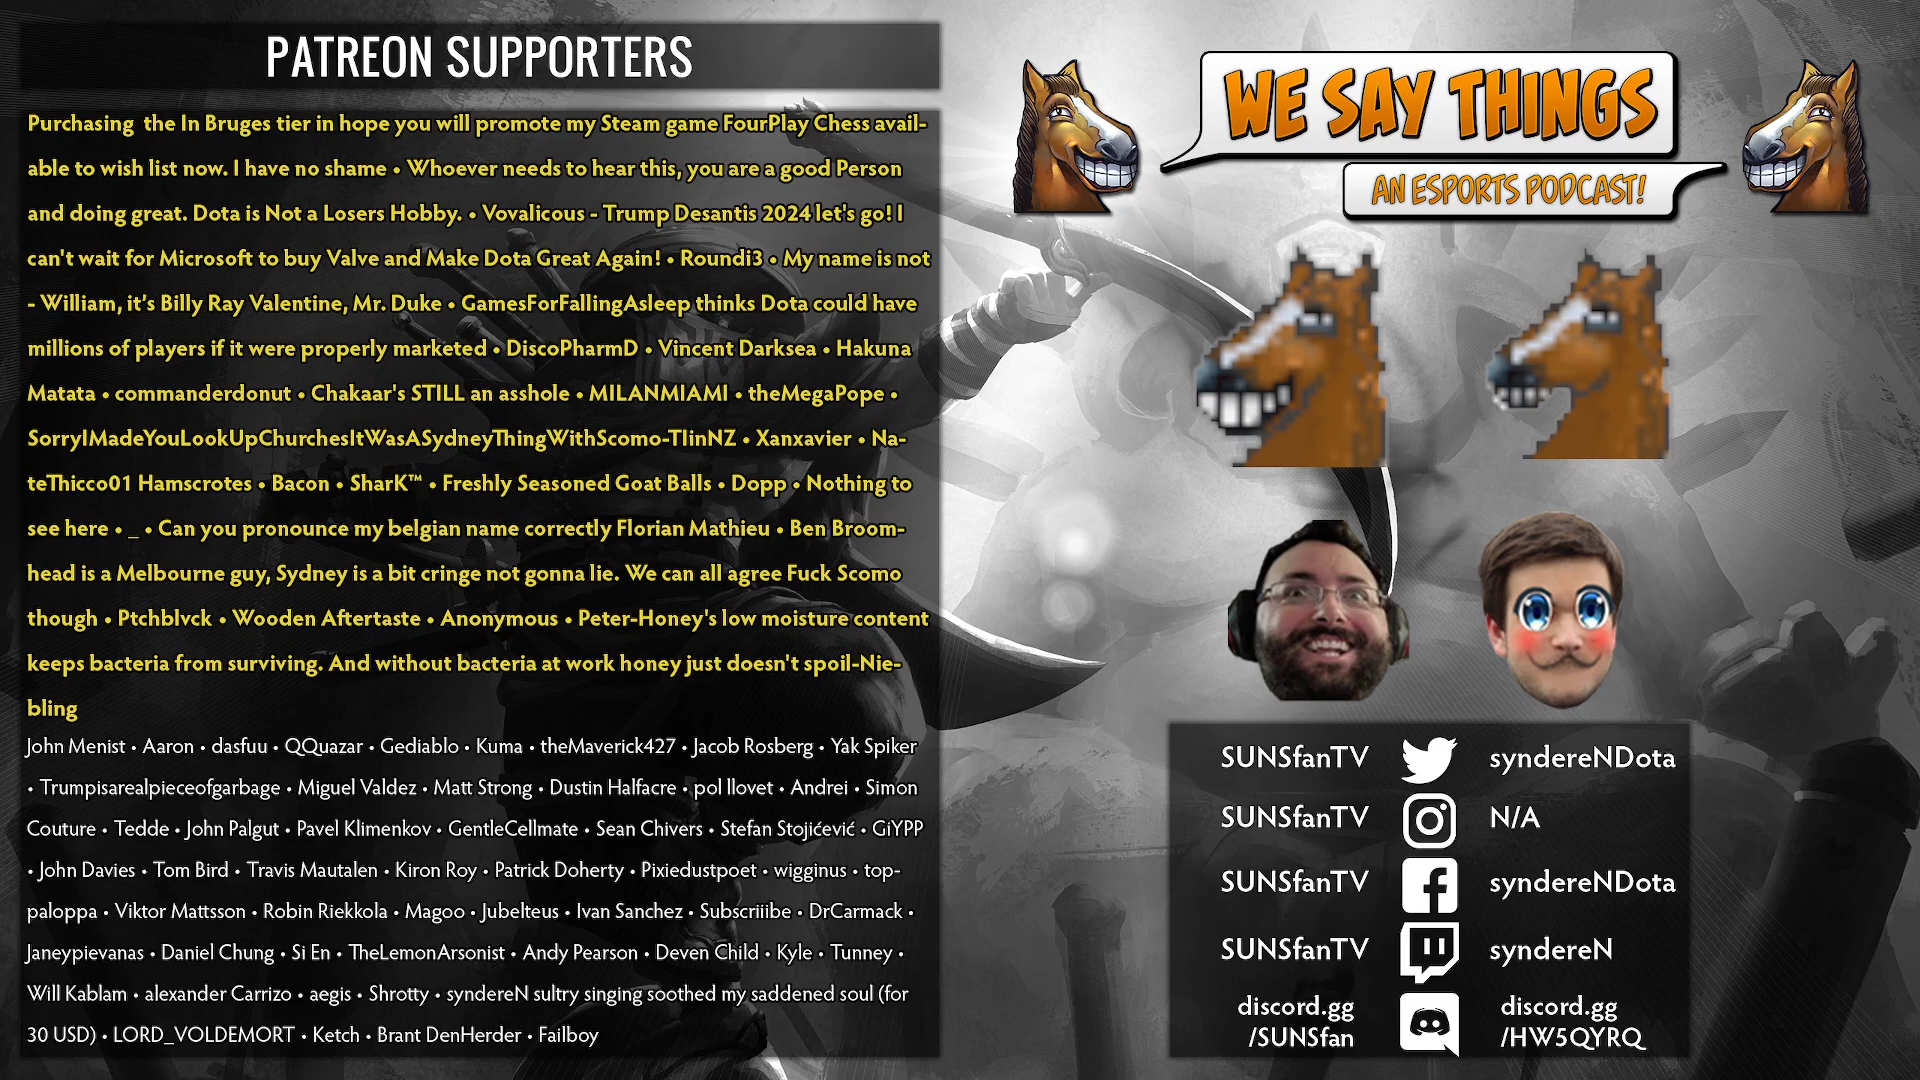 PATREON SUPPORTERS
Purchasing the In Bruges tier in hope you will promote my Steam game FourPlay Chess avail-
able to wish list now. I have no shame • Whoever needs to hear this, you are a good Person
and doing great. Dota is Not a Losers Hobby. • Vovalicous - Trump Desantis 2024 let's go! I
can't wait for Microsoft to buy Valve and Make Dota Great Again! • Roundi3 • My name is not
- William, it's Billy Ray Valentine, Mr. Duke • GamesForFallingAsleep thinks Dota could have
millions of players if it were properly marketed • DiscoPharmD • Vincent Darksea • Hakuna
Matata • commanderdonut • Chakaar's STILL an asshole • MILANMIAMI • theMegaPope •
SorryIMadeYouLookUpChurchesItWasASydneyThingWithScomo-TIinNZ • Xanxavier • Na-
teThicco01 Hamscrotes • Bacon • SharK™ • Freshly Seasoned Goat Balls • Dopp • Nothing to
see here • _ • Can you pronounce my belgian name correctly Florian Mathieu • Ben Broom-
head is a Melbourne guy, Sydney is a bit cringe not gonna lie. We can all agree Fuck Scomo
though • Ptchblvck • Wooden Aftertaste • Anonymous • Peter-Honey's low moisture content
keeps bacteria from surviving. And without bacteria at work honey just doesn't spoil-Nie-
bling
John Menist • Aaron • dasfuu • QQuazar • Gediablo • Kuma • theMaverick427 • Jacob Rosberg • Yak Spiker
• Trumpisarealpieceofgarbage • Miguel Valdez • Matt Strong • Dustin Halfacre • pol llovet • Andrei • Simon
Couture • Tedde • John Palgut • Pavel Klimenkov • GentleCellmate • Sean Chivers • Stefan Stojićević • GiYPP
• John Davies • Tom Bird • Travis Mautalen • Kiron Roy • Patrick Doherty • Pixiedustpoet • wigginus • top-
paloppa • Viktor Mattsson • Robin Riekkola • Magoo • Jubelteus • Ivan Sanchez • Subscriiibe • DrCarmack •
Janeypievanas • Daniel Chung • Si En • TheLemonArsonist • Andy Pearson • Deven Child • Kyle • Tunney •
Will Kablam • alexander Carrizo • aegis • Shrotty • syndereN sultry singing soothed my saddened soul (for
30 USD) • LORD_VOLDEMORT • Ketch • Brant DenHerder • Failboy
WE SAY THINGS
AN ESPORTS PODCAST!
SUNSfanTV syndereNDota
SUNSfanTV N/A
SUNSfanTV syndereNDota
SUNSfanTV syndereN
discord.gg discord.gg
/SUNSfan /HW5QYRQ